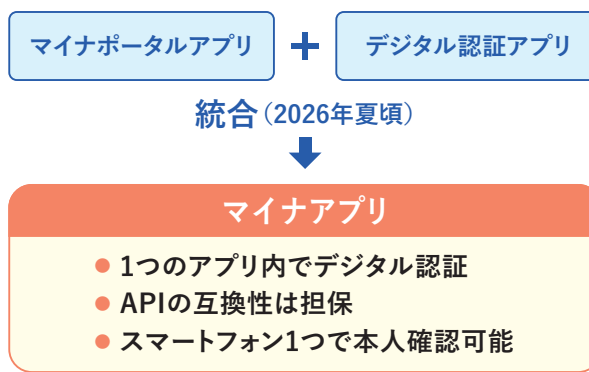 マイナポータルアプリ + デジタル認証アプリ
統合（2026年夏頃）
マイナアプリ
● 1つのアプリ内でデジタル認証
● APIの互換性は担保
● スマートフォン1つで本人確認可能